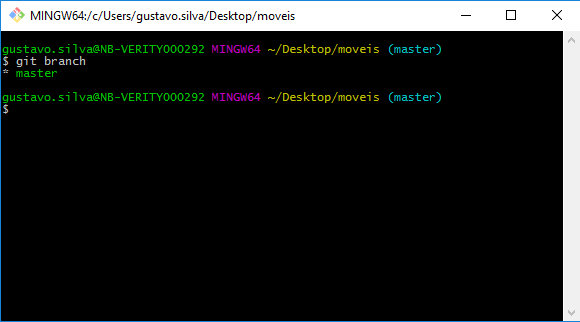 MINGW64:/c/Users/gustavo.silva/Desktop/moveis
gustavo.silva@NB-VERITY000292 MINGW64 ~/Desktop/moveis (master)
$ git branch
* master
gustavo.silva@NB-VERITY000292 MINGW64 ~/Desktop/moveis (master)
$